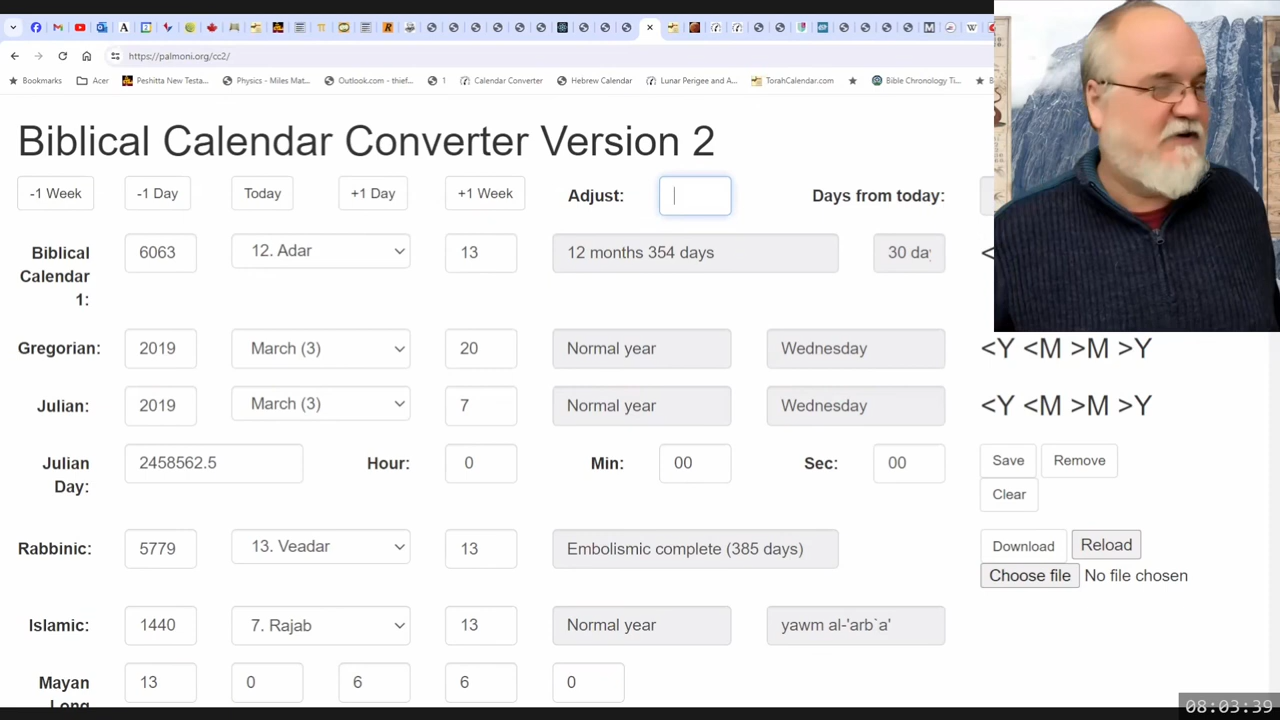 https://palmoni.org/cc2/
Bookmarks Acer Peshitta New Testa... Physics - Miles Mat... Outlook.com - thief... 1 Calendar Converter Hebrew Calendar Lunar Perigee and A... TorahCalendar.com Bible Chronology Ti...
Biblical Calendar Converter Version 2
-1 Week -1 Day Today +1 Day +1 Week Adjust: Days from today:
Biblical Calendar 1: 6063 12. Adar 13 12 months 354 days 30 da <
Gregorian: 2019 March (3) 20 Normal year Wednesday <Y <M >M >Y
Julian: 2019 March (3) 7 Normal year Wednesday <Y <M >M >Y
Julian Day: 2458562.5 Hour: 0 Min: 00 Sec: 00 Save Remove
Clear
Rabbinic: 5779 13. Veadar 13 Embolismic complete (385 days) Download Reload
Choose file No file chosen
Islamic: 1440 7. Rajab 13 Normal year yawm al-'arb`a'
Mayan Long 13 0 6 6 0
08:03:39